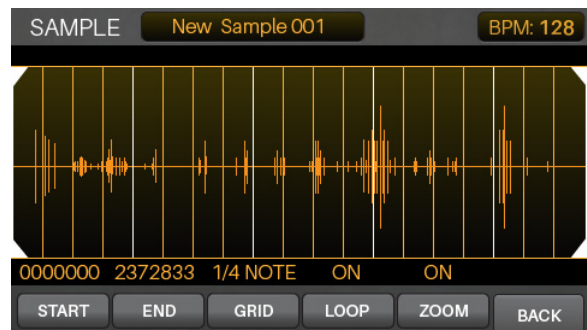 SAMPLE New Sample 001 BPM: 128
0000000 2372833 1/4 NOTE ON ON
START END GRID LOOP ZOOM BACK